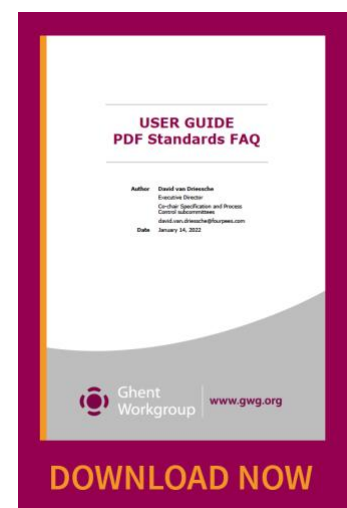 USER GUIDE
PDF Standards FAQ
Author David van Driessche
Executive Director
Co-chair Specification and Process
Control subcommittees
david.van.driessche@fourpees.com
Date January 14, 2022
Ghent
Workgroup
www.gwg.org
DOWNLOAD NOW